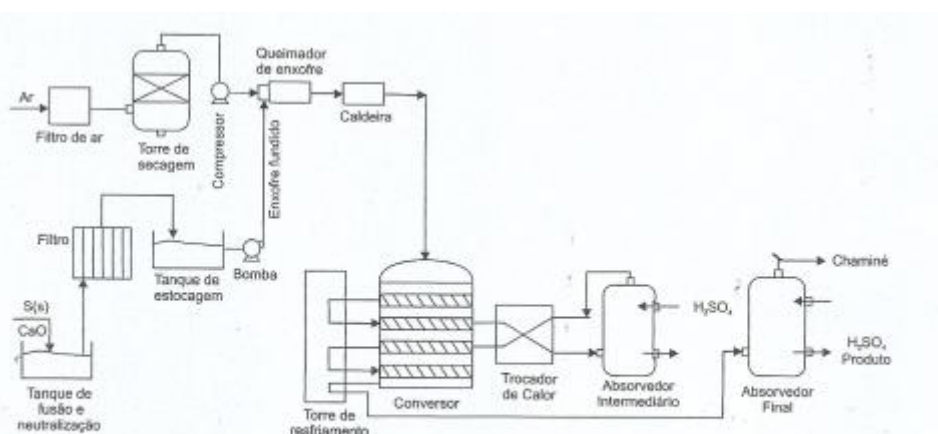 Ar
Filtro de ar
Torre de
secagem
Compressor
Queimador
de enxofre
Caldeira
Enxofre fundido
Filtro
Tanque de
estocagem
Bomba
S(s)
CaO
Tanque de
fusão e
neutralização
Torre de
resfriamento
Conversor
Trocador
de Calor
H₂SO₄
Absorvedor
Intermediário
Chaminé
H₂SO₄
Produto
Absorvedor
Final